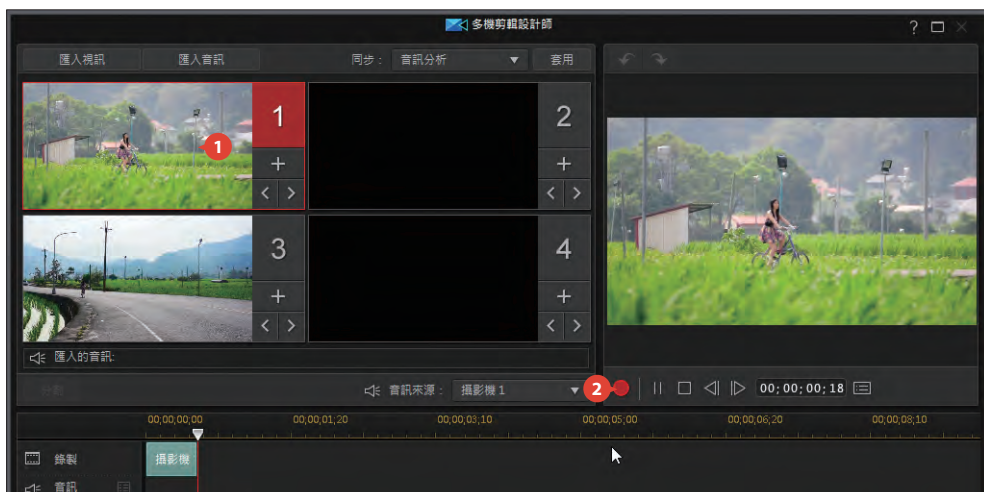 多機剪輯設計師
?
匯入視訊 匯入音訊 同步： 音訊分析 套用
1 1 2
3 4
匯入的音訊:
分割
音訊來源： 攝影機 1 2 00;00;00;18
00;00;00;00 00;00;01;20 00;00;03;10 00;00;05;00 00;00;06;20 00;00;08;10
錄製 攝影機
音訊